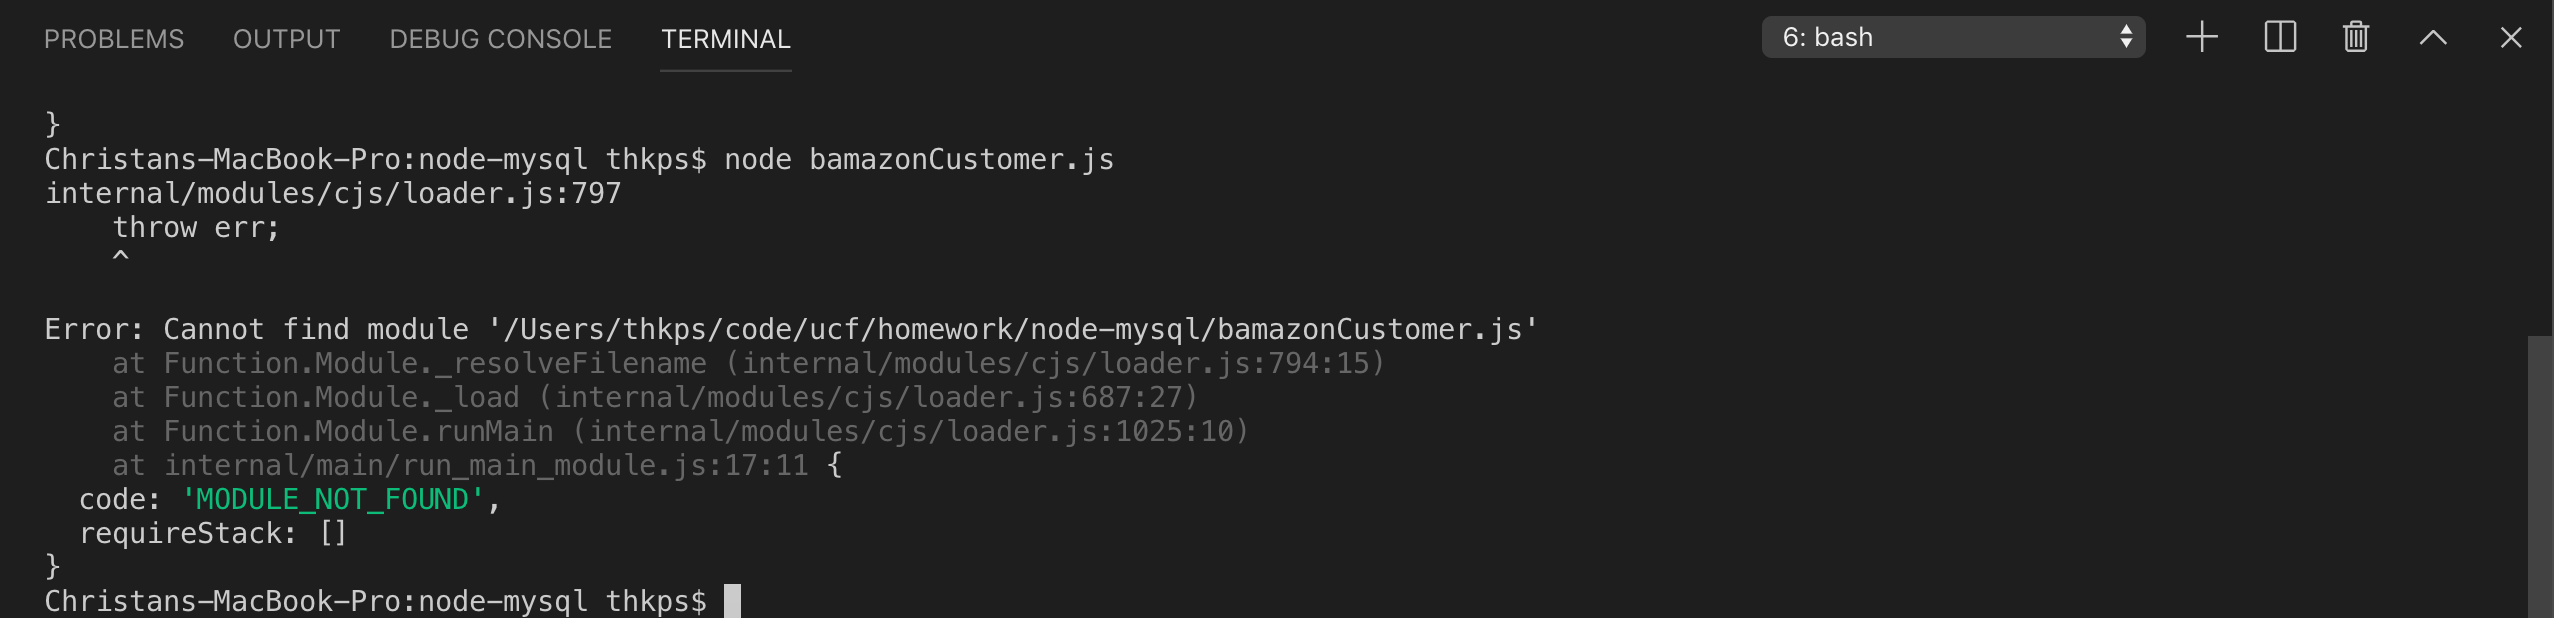 PROBLEMS OUTPUT DEBUG CONSOLE TERMINAL 6: bash
}
Christans-MacBook-Pro:node-mysql thkps$ node bamazonCustomer.js
internal/modules/cjs/loader.js:797
    throw err;
    ^

Error: Cannot find module '/Users/thkps/code/ucf/homework/node-mysql/bamazonCustomer.js'
    at Function.Module._resolveFilename (internal/modules/cjs/loader.js:794:15)
    at Function.Module._load (internal/modules/cjs/loader.js:687:27)
    at Function.Module.runMain (internal/modules/cjs/loader.js:1025:10)
    at internal/main/run_main_module.js:17:11 {
  code: 'MODULE_NOT_FOUND',
  requireStack: []
}
Christans-MacBook-Pro:node-mysql thkps$